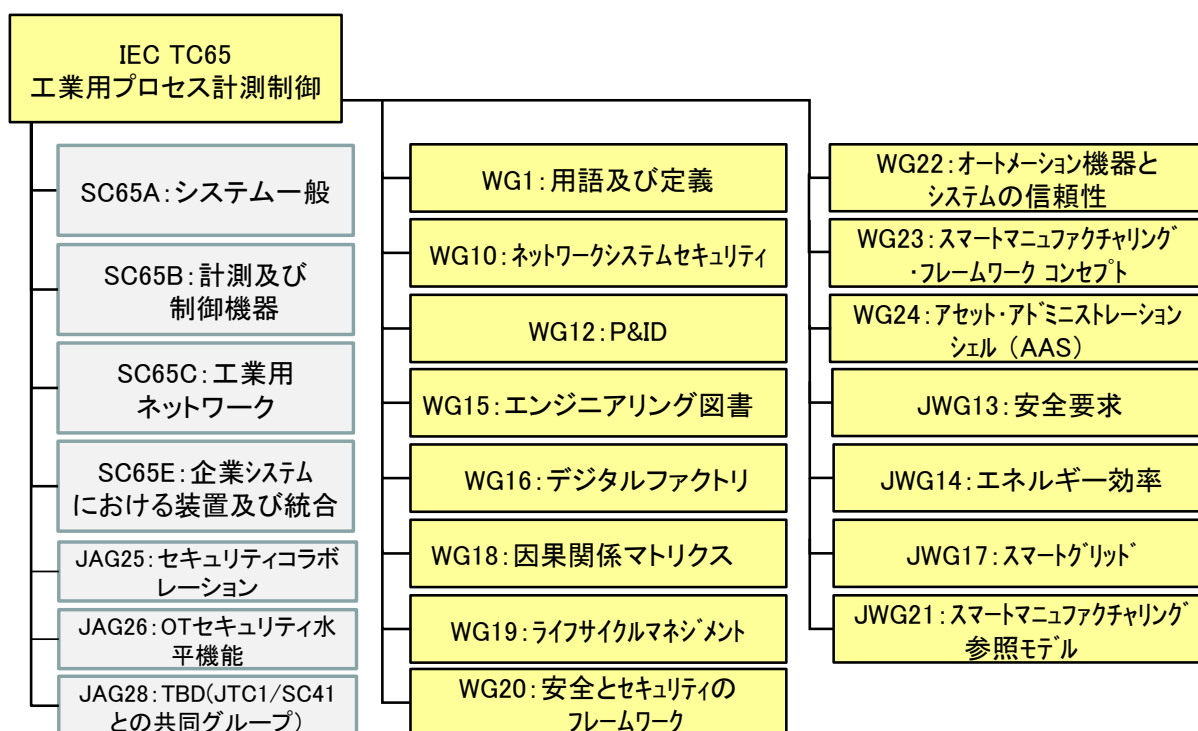 IEC TC65
工業用プロセス計測制御
SC65A:システム一般
SC65B:計測及び
制御機器
SC65C:工業用
ネットワーク
SC65E:企業ｼｽﾃﾑ
における装置及び統合
JAG25:セキュリティコラボ
レーション
JAG26:OTセキュリティ水
平機能
JAG28:TBD(JTC1/SC41
との共同グループ)
WG1:用語及び定義
WG10:ﾈｯﾄﾜｰｸｼｽﾃﾑｾｷｭﾘﾃｨ
WG12:P&ID
WG15:エンジニアリング図書
WG16:デジタルファクトリ
WG18:因果関係マトリクス
WG19:ﾗｲﾌｻｲｸﾙﾏﾈｼﾞﾒﾝﾄ
WG20:安全とｾｷｭﾘﾃｨの
ﾌﾚｰﾑﾜｰｸ
WG22:ｵｰﾄﾒｰｼｮﾝ機器と
ｼｽﾃﾑの信頼性
WG23:ｽﾏｰﾄﾏﾆｭﾌｧｸﾁｬﾘﾝｸﾞ
・ﾌﾚｰﾑﾜｰｸ ｺﾝｾﾌﾟﾄ
WG24:ｱｾｯﾄ・ｱﾄﾞﾐﾆｽﾄﾚｰｼｮﾝ
ｼｪﾙ (AAS)
JWG13:安全要求
JWG14:エネルギー効率
JWG17:ｽﾏｰﾄｸﾞﾘｯﾄﾞ
JWG21:ｽﾏｰﾄﾏﾆｭﾌｧｸﾁｬﾘﾝｸﾞ
参照ﾓﾃﾞﾙ